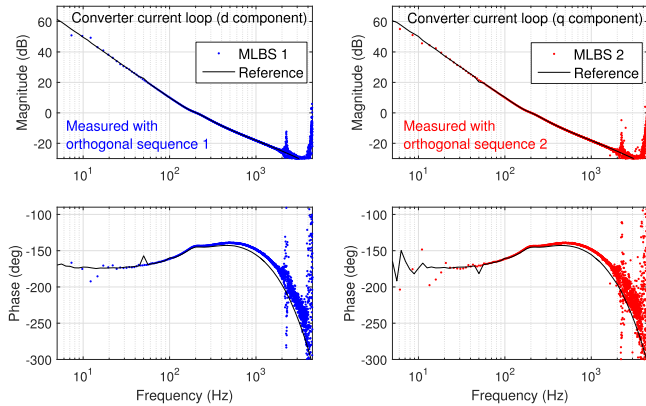 Converter current loop (d component)
60
40
20
0
-20
Magnitude (dB)
MLBS 1
Reference
Measured with
orthogonal sequence 1
10^1
10^2
10^3
Converter current loop (q component)
60
40
20
0
-20
Magnitude (dB)
MLBS 2
Reference
Measured with
orthogonal sequence 2
10^1
10^2
10^3
-100
-150
-200
-250
-300
Phase (deg)
10^1
10^2
10^3
Frequency (Hz)
-100
-150
-200
-250
-300
Phase (deg)
10^1
10^2
10^3
Frequency (Hz)